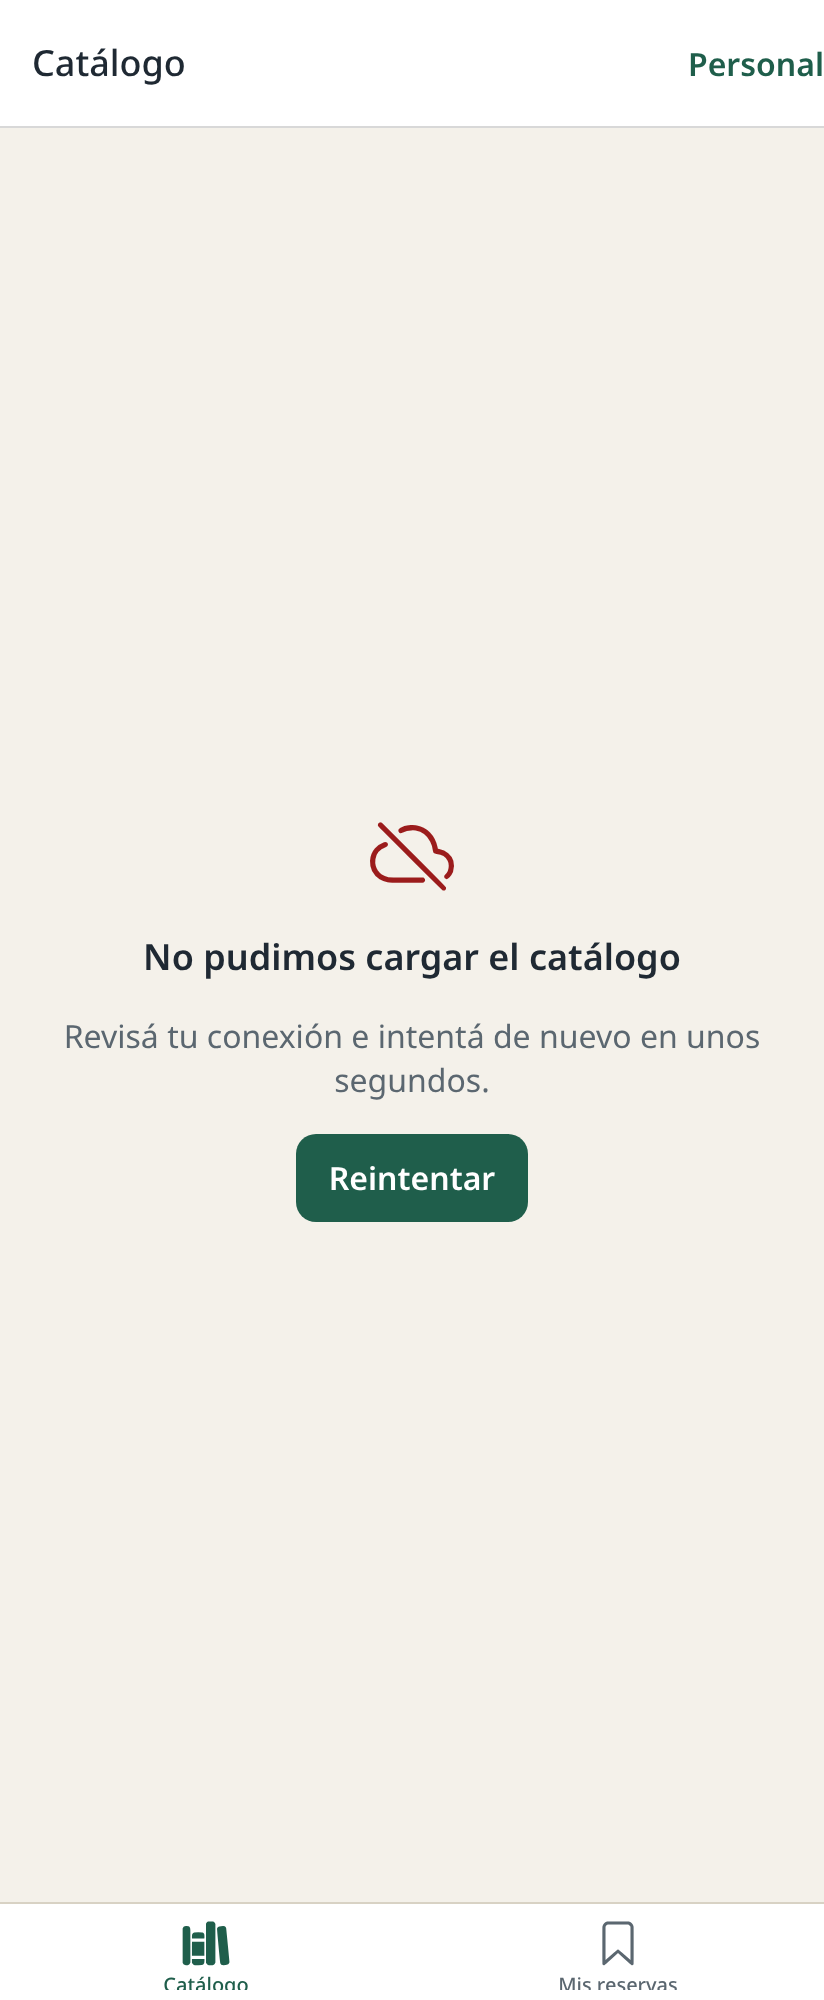 Catálogo
Personal
No pudimos cargar el catálogo
Revisá tu conexión e intentá de nuevo en unos
segundos.
Reintentar
Catálogo
Mis reservas